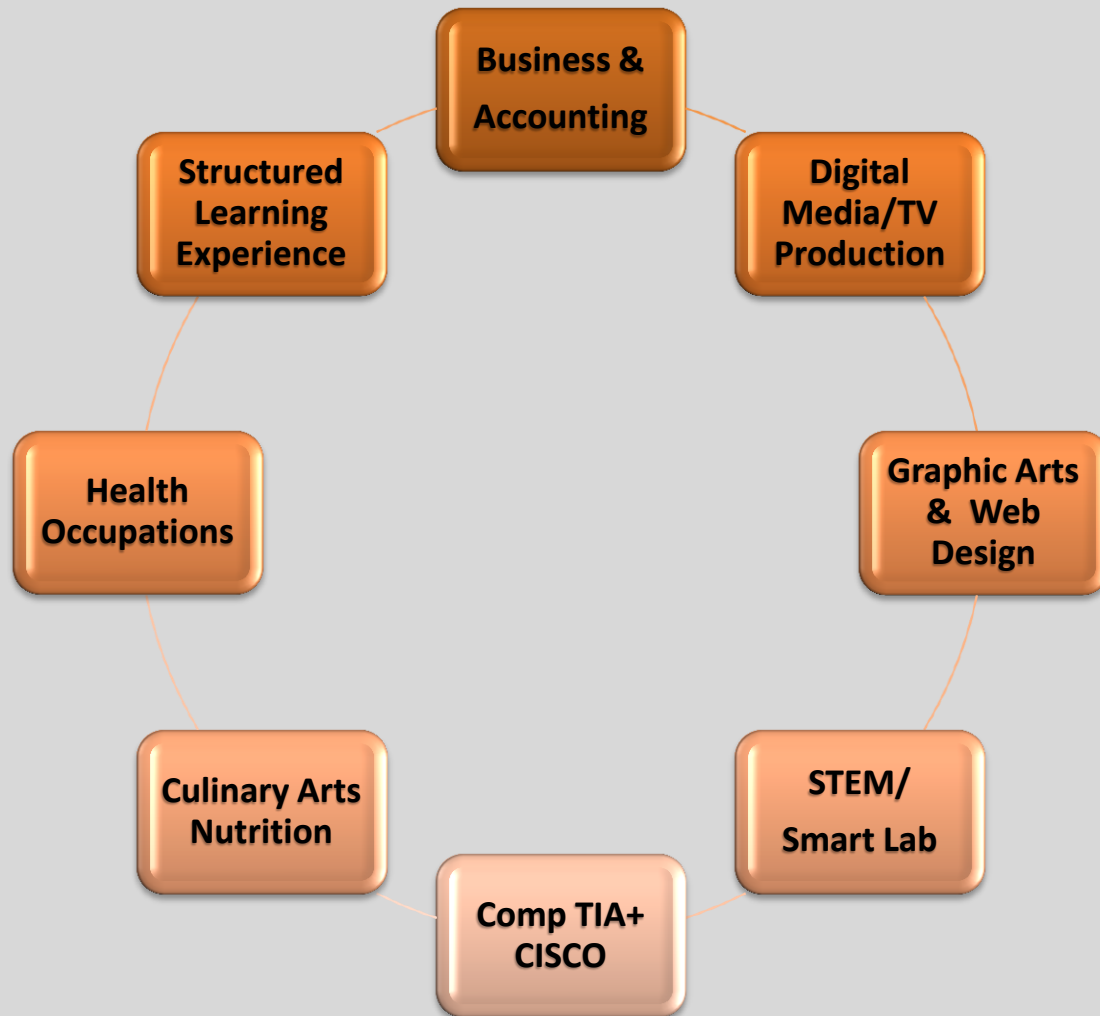 Business &
Accounting
Digital
Media/TV
Production
Graphic Arts
& Web
Design
STEM/
Smart Lab
Comp TIA+
CISCO
Culinary Arts
Nutrition
Health
Occupations
Structured
Learning
Experience